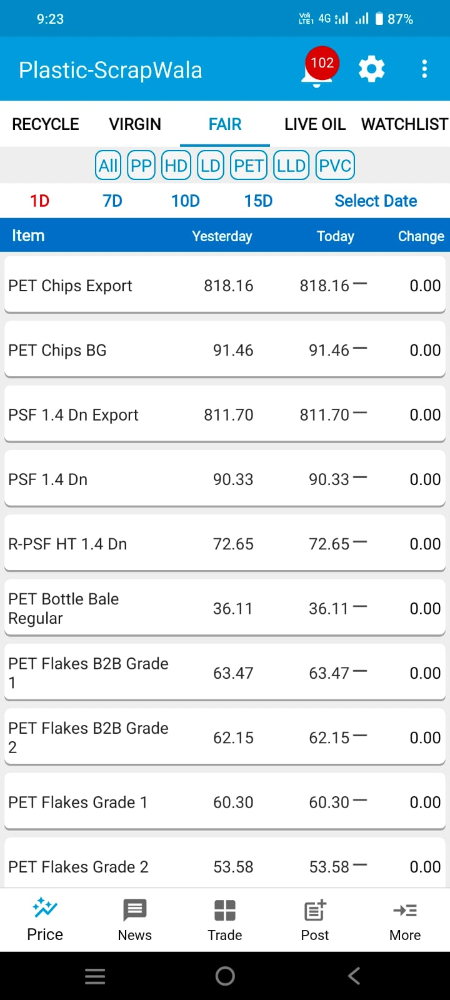 9:23 VoI) LTE1 4G 87%
Plastic-ScrapWala 102
RECYCLE VIRGIN FAIR LIVE OIL WATCHLIST
All PP HD LD PET LLD PVC
1D 7D 10D 15D Select Date
Item Yesterday Today Change
PET Chips Export 818.16 818.16 — 0.00
PET Chips BG 91.46 91.46 — 0.00
PSF 1.4 Dn Export 811.70 811.70 — 0.00
PSF 1.4 Dn 90.33 90.33 — 0.00
R-PSF HT 1.4 Dn 72.65 72.65 — 0.00
PET Bottle Bale
Regular 36.11 36.11 — 0.00
PET Flakes B2B Grade
1 63.47 63.47 — 0.00
PET Flakes B2B Grade
2 62.15 62.15 — 0.00
PET Flakes Grade 1 60.30 60.30 — 0.00
PET Flakes Grade 2 53.58 53.58 — 0.00
Price News Trade Post More